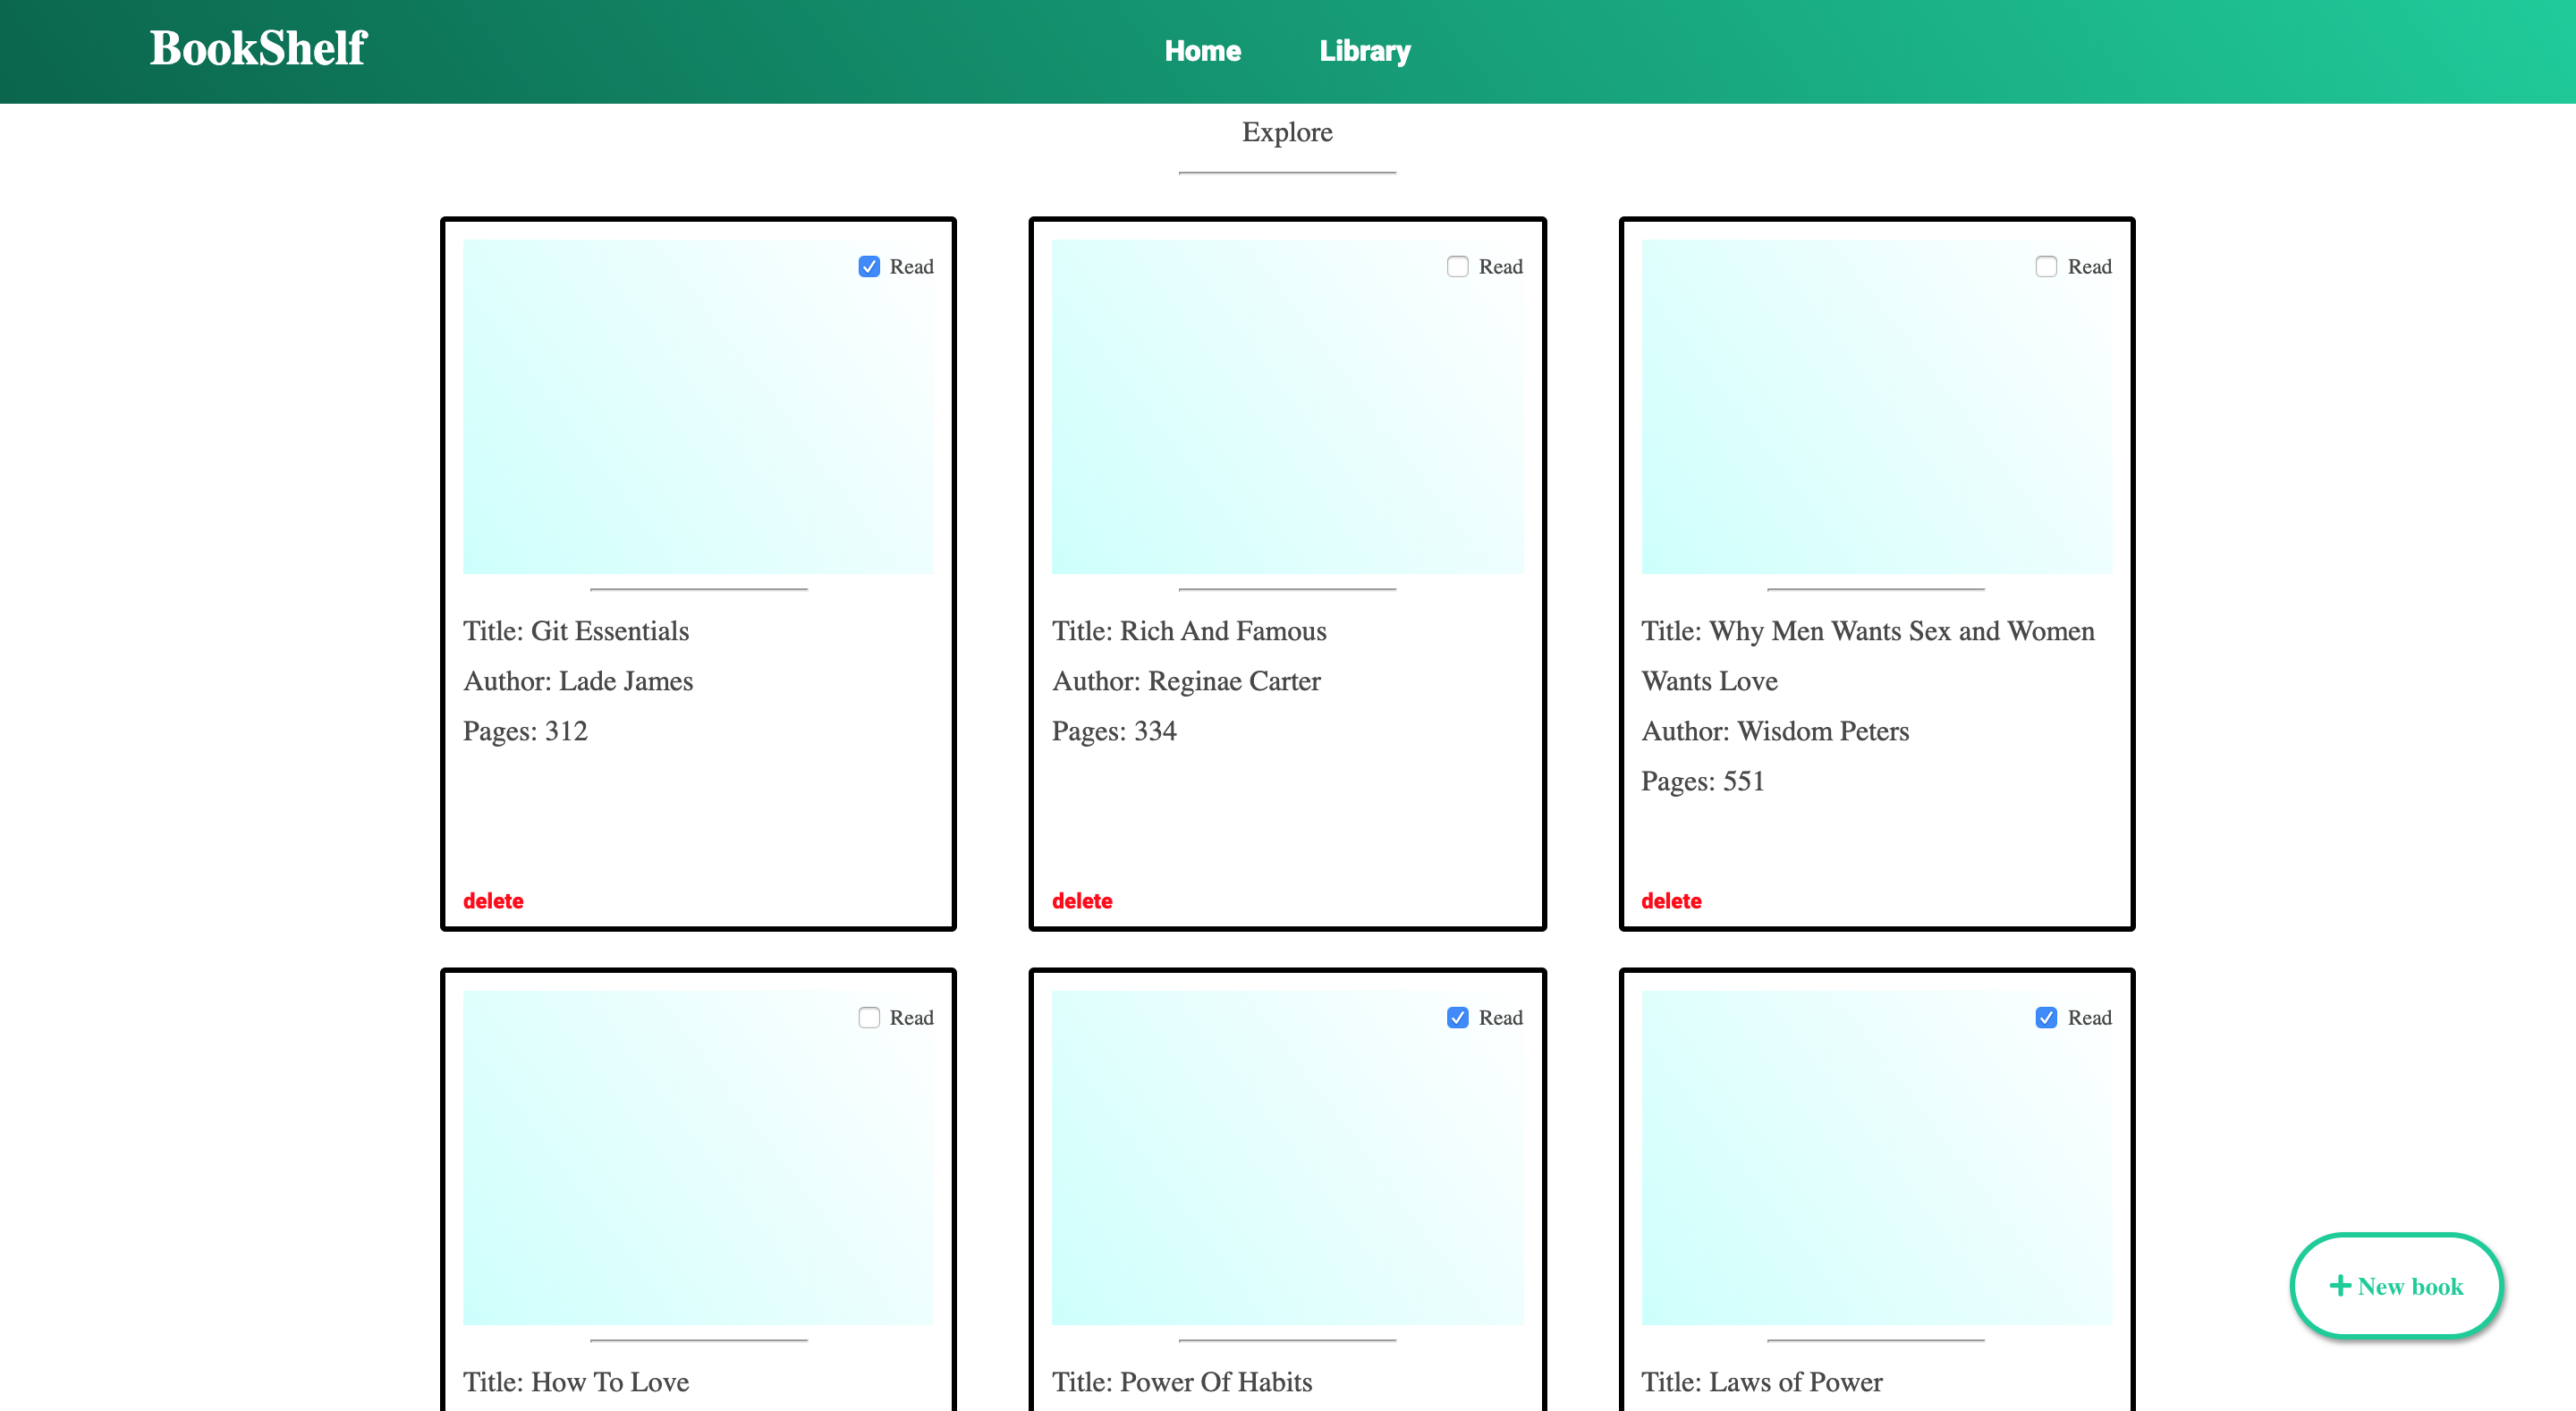 BookShelf
Home
Library
Explore
Read
Title: Git Essentials
Author: Lade James
Pages: 312
delete
Read
Title: Rich And Famous
Author: Reginae Carter
Pages: 334
delete
Read
Title: Why Men Wants Sex and Women
Wants Love
Author: Wisdom Peters
Pages: 551
delete
Read
Title: How To Love
Read
Title: Power Of Habits
Read
Title: Laws of Power
New book